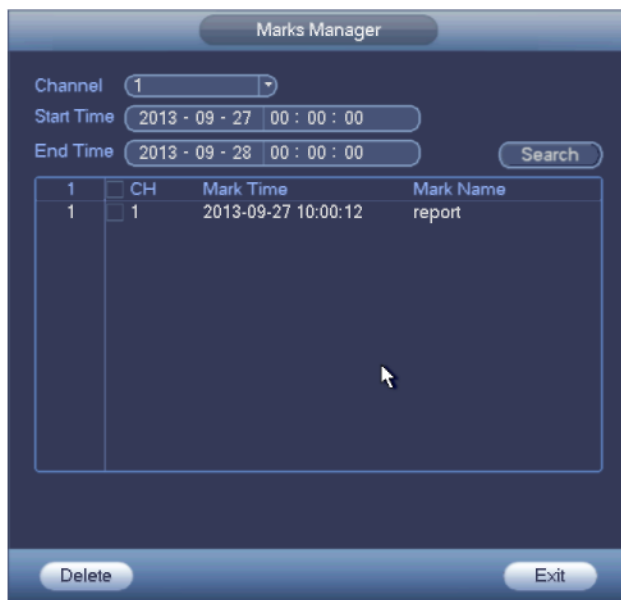 Marks Manager
Channel 1
Start Time 2013 - 09 - 27 00 : 00 : 00
End Time 2013 - 09 - 28 00 : 00 : 00
Search
1 CH Mark Time Mark Name
1 1 2013-09-27 10:00:12 report
Delete Exit